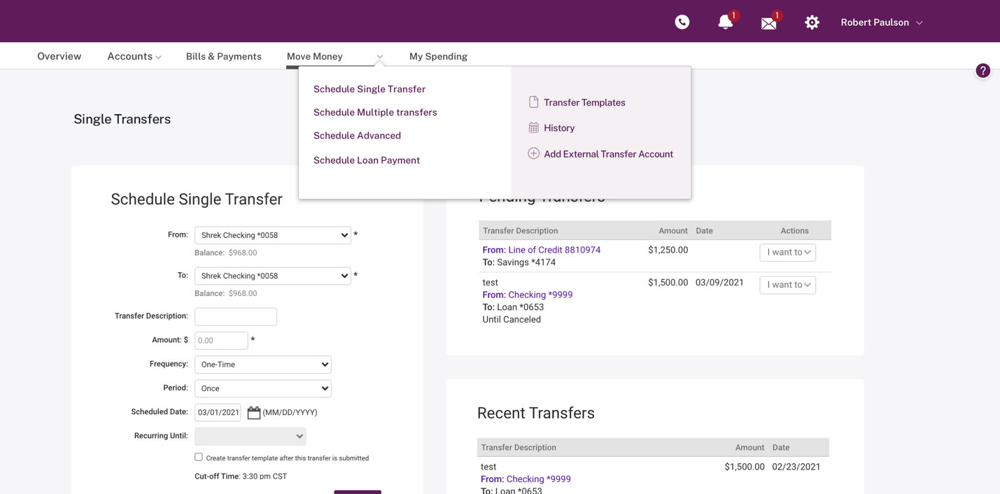 1
1
Robert Paulson
Overview
Accounts
Bills & Payments
Move Money
My Spending
?
Schedule Single Transfer
Schedule Multiple transfers
Schedule Advanced
Schedule Loan Payment
Transfer Templates
History
Add External Transfer Account
Single Transfers
Schedule Single Transfer
From: Shrek Checking *0058 *
Balance: $968.00
To: Shrek Checking *0058 *
Balance: $968.00
Transfer Description:
Amount: $ 0.00 *
Frequency: One-Time
Period: Once
Scheduled Date: 03/01/2021 (MM/DD/YYYY)
Recurring Until:
Create transfer template after this transfer is submitted
Cut-off Time: 3:30 pm CST
Pending Transfers
Transfer Description Amount Date Actions
From: Line of Credit 8810974 $1,250.00 I want to
To: Savings *4174
test $1,500.00 03/09/2021 I want to
From: Checking *9999
To: Loan *0653
Until Canceled
Recent Transfers
Transfer Description Amount Date
test $1,500.00 02/23/2021
From: Checking *9999
To: Loan *0653